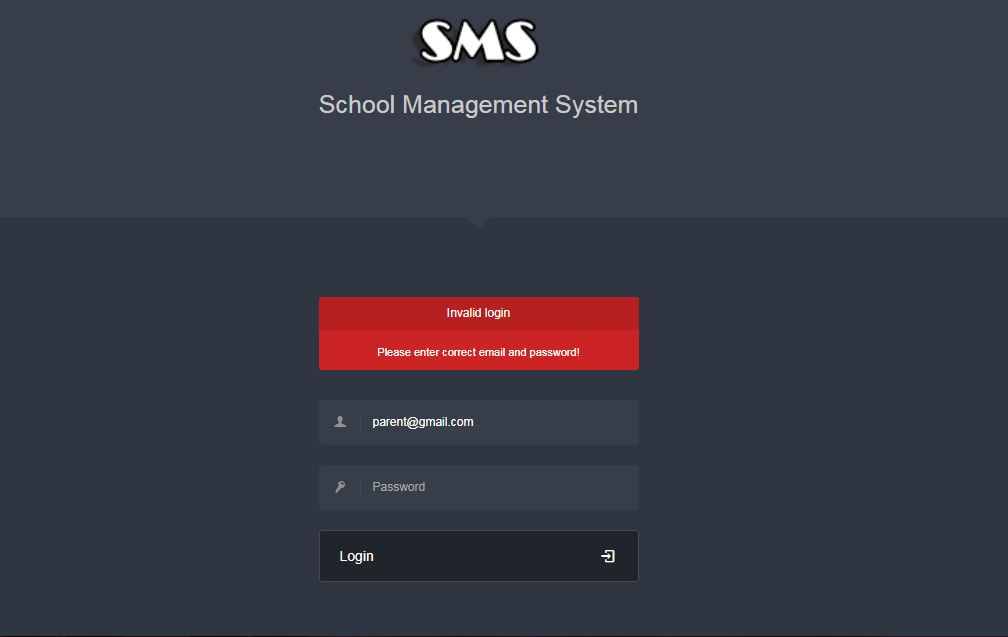 SMS
School Management System
Invalid login
Please enter correct email and password!
parent@gmail.com
Password
Login